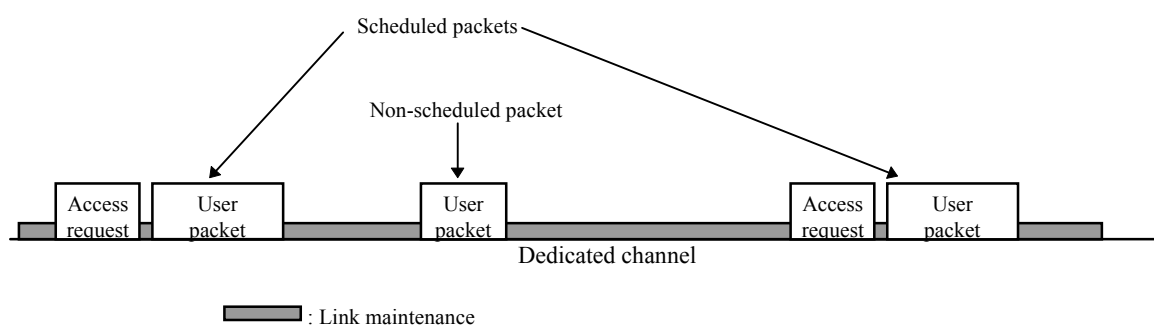 Scheduled packets
Non-scheduled packet
Access
request
User
packet
User
packet
Access
request
User
packet
Dedicated channel
: Link maintenance